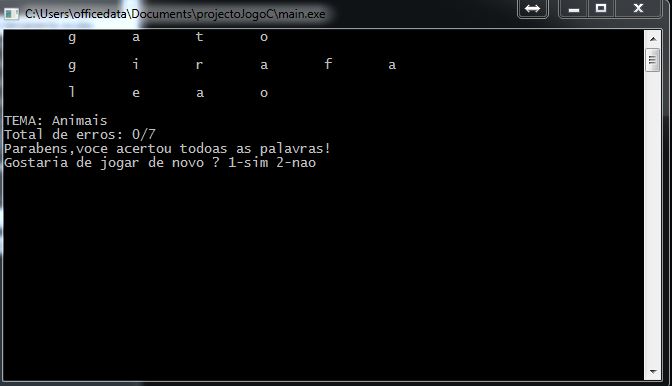 C:\Users\officedata\Documents\projectoJogoC\main.exe
g a t o
g i r a f a
l e a o
TEMA: Animais
Total de erros: 0/7
Parabens,voce acertou todoas as palavras!
Gostaria de jogar de novo ? 1-sim 2-nao